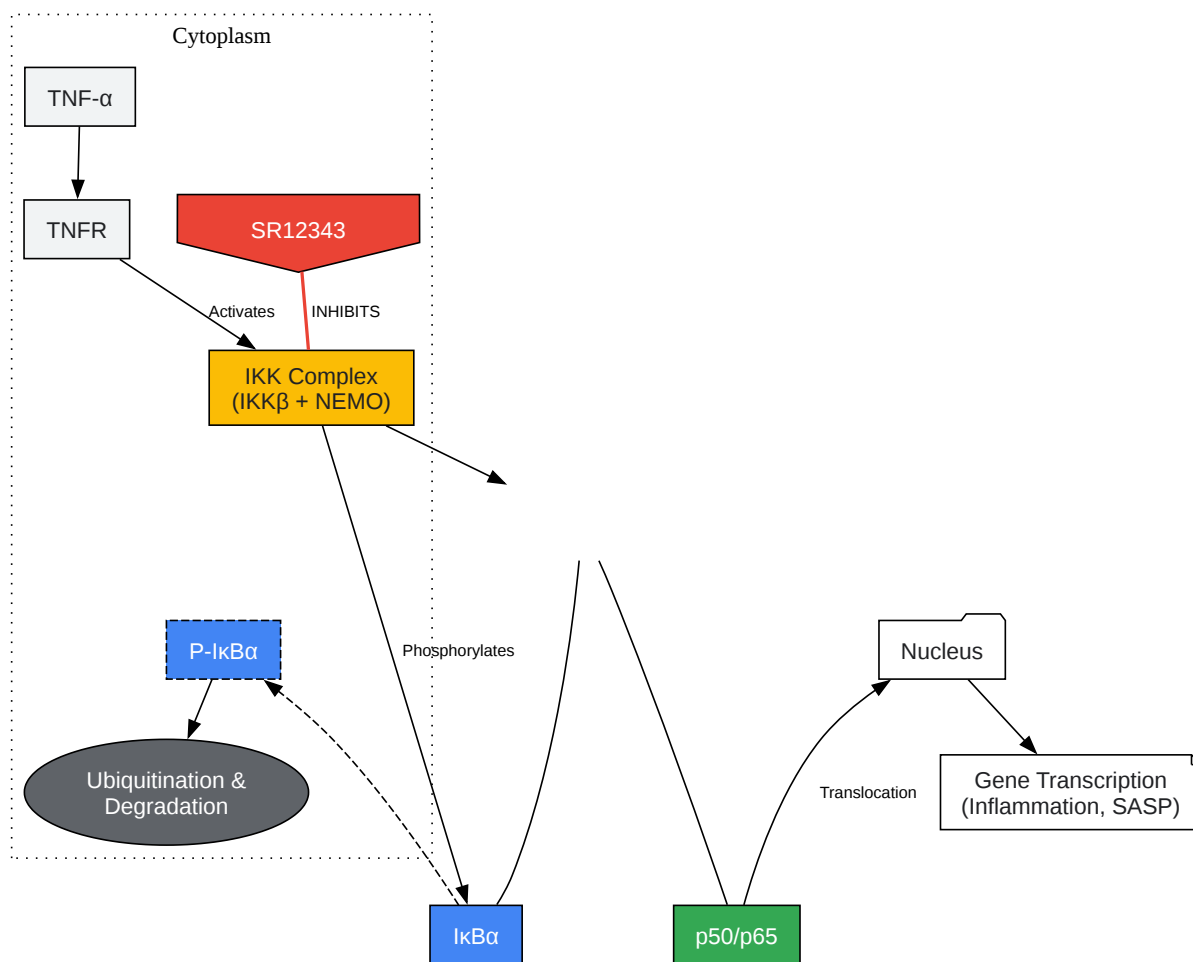 Cytoplasm
TNF-α
TNFR
SR12343
Activates
INHIBITS
IKK Complex
(IKKβ + NEMO)
P-IκBα
Phosphorylates
Nucleus
Ubiquitination &
Degradation
Translocation
Gene Transcription
(Inflammation, SASP)
IκBα
p50/p65